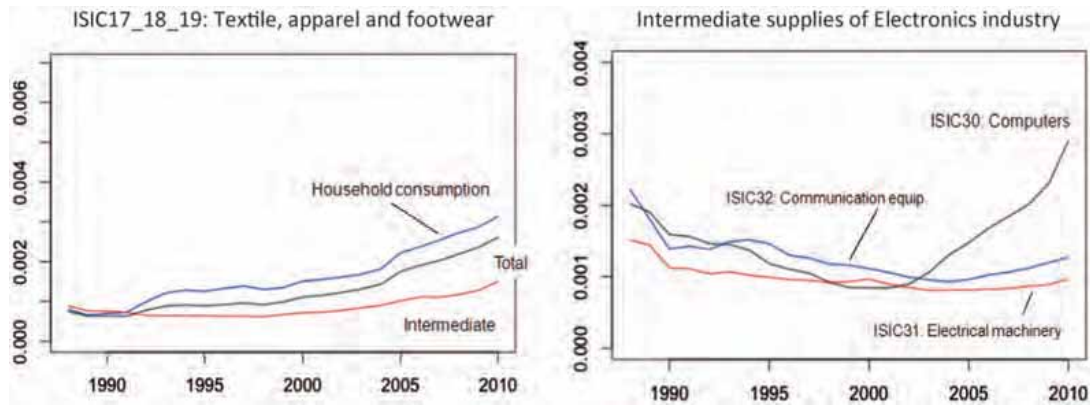 ISIC17_18_19: Textile, apparel and footwear
0.006
0.004
0.002
0.000
Household consumption
Total
Intermediate
1990 1995 2000 2005 2010
Intermediate supplies of Electronics industry
0.004
0.003
0.002
0.001
0.000
ISIC30: Computers
ISIC32: Communication equip.
ISIC31: Electrical machinery
1990 1995 2000 2005 2010